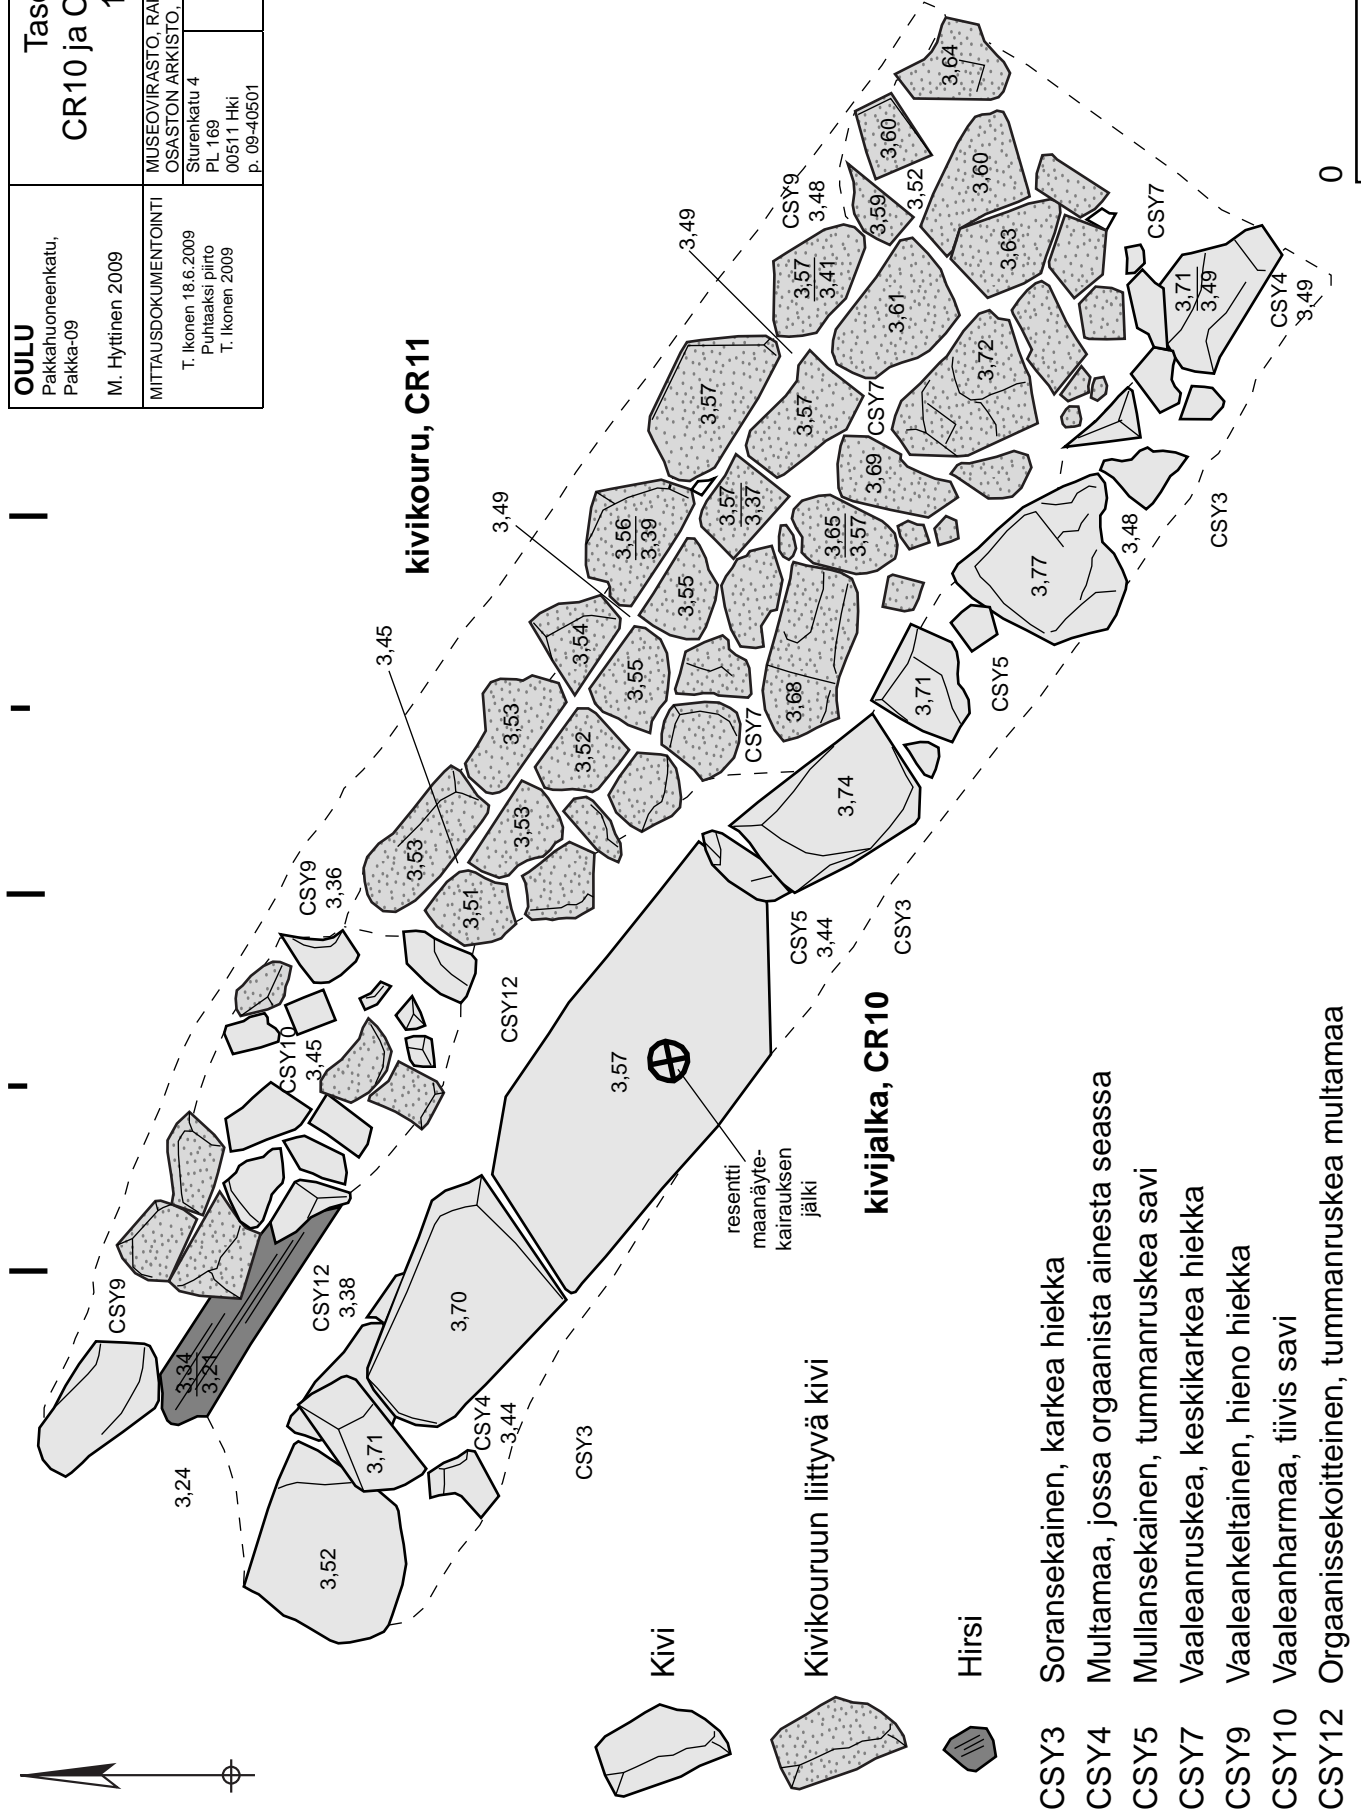 OULU
Pakkahuoneenkatu,
Pakka-09
M. Hyttinen 2009
CR10 ja
MITTAUSDOKUMENTOINTI
T. Ikonen 18.6.2009
Puhtaaksi piirto
T. Ikonen 2009
MUSEOVIRASTO,
OSASTON ARKISTO,
Sturenkatu 4
PL 169
00511 Hki
p. 09-40501
kivikouru, CR11
3,45
3,49
3,49
CSY9
3,48
3,52
3,64
3,60
3,59
3,60
3,63
3,57
3,41
3,61
3,72
3,57
3,57
CSY7
3,69
3,57
3,37
3,56
3,39
3,65
3,57
3,55
3,54
3,55
3,68
3,53
3,52
CSY7
3,53
3,53
3,51
CSY7
3,71
3,49
CSY4
3,49
3,48
CSY3
3,77
CSY5
3,71
3,74
CSY5
3,44
CSY3
CSY9
3,36
CSY10
3,45
CSY12
3,57
kivijalka, CR10
resentti
maanäyte-
kairauksen
jälki
CSY9
CSY12
3,38
3,34
3,21
3,70
3,24
3,71
CSY4
3,44
CSY3
3,52
0
Kivi
Kivikouruun liittyvä kivi
Hirsi
CSY3 Soransekainen, karkea hiekka
CSY4 Multamaa, jossa orgaanista ainesta seassa
CSY5 Mullansekainen, tummanruskea savi
CSY7 Vaaleanruskea, keskikarkea hiekka
CSY9 Vaaleankeltainen, hieno hiekka
CSY10 Vaaleanharmaa, tiivis savi
CSY12 Orgaanissekoitteinen, tummanruskea multamaa